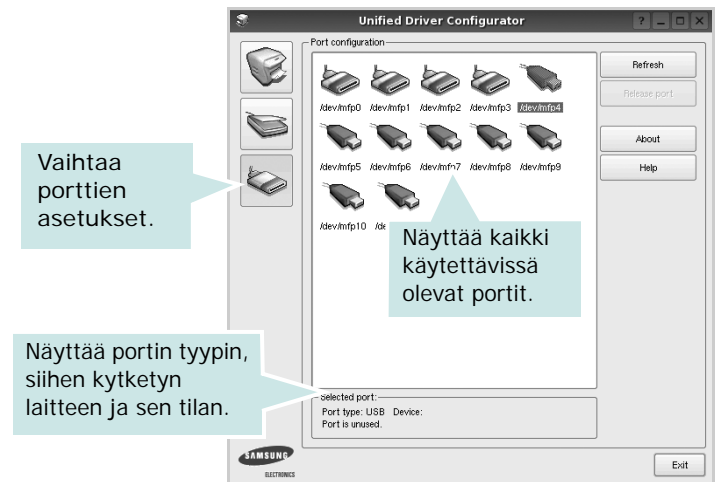 Unified Driver Configurator
Port configuration
Refresh
/dev/mfp0 /dev/mfp1 /dev/mfp2 /dev/mfp3 /dev/mfp4
Release port
About
Vaihtaa
porttien
asetukset.
/dev/mfp5 /dev/mfp6 /dev/mfp7 /dev/mfp8 /dev/mfp9
Help
/dev/mfp10
Näyttää kaikki
käytettävissä
olevat portit.
Näyttää portin tyypin,
siihen kytketyn
laitteen ja sen tilan.
Selected port:
Port type: USB Device:
Port is unused.
SAMSUNG
ELECTRONICS
Exit